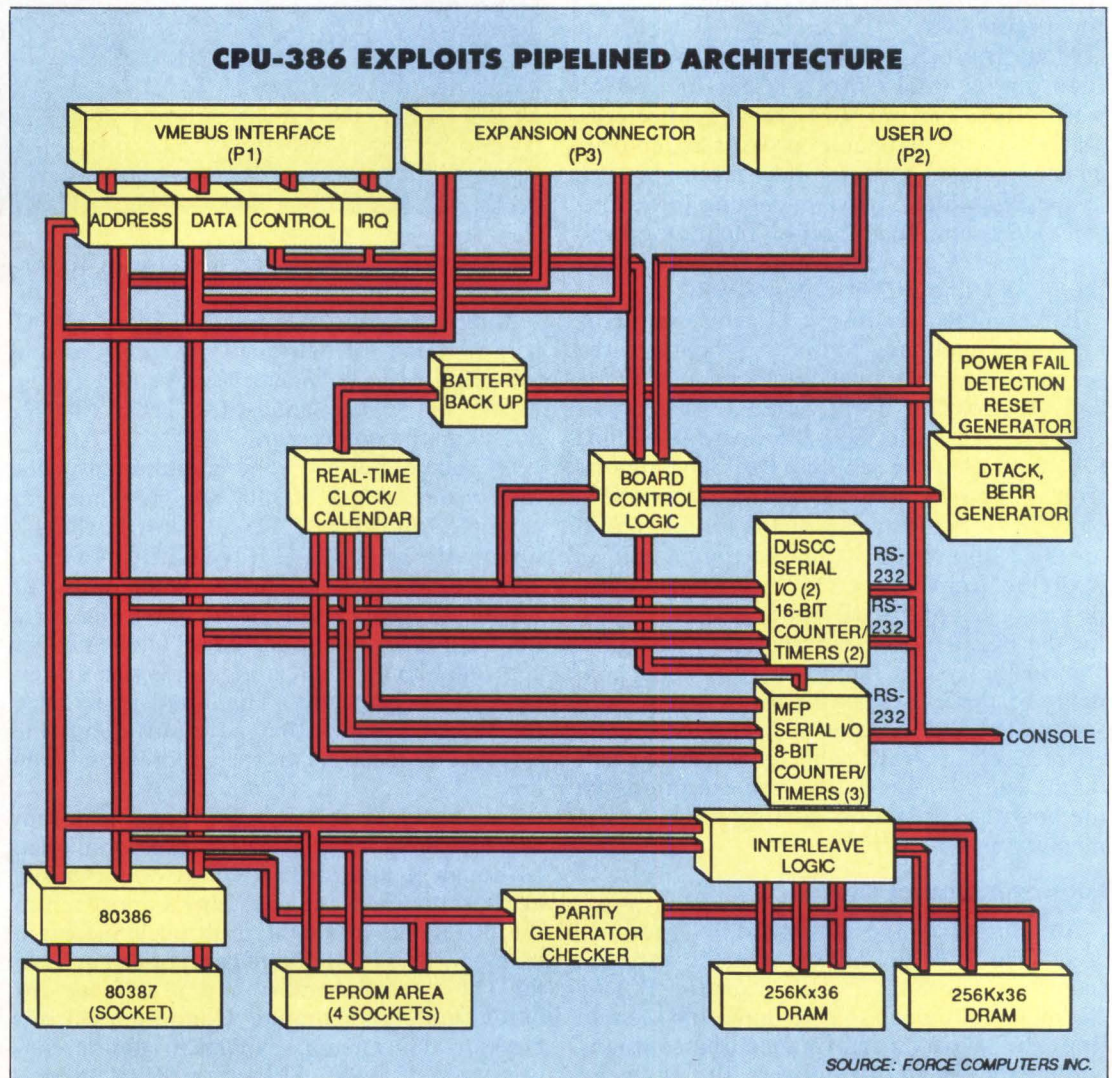 CPU-386 EXPLOITS PIPELINED ARCHITECTURE
VMEBUS INTERFACE
(P1)
EXPANSION CONNECTOR
(P3)
USER I/O
(P2)
ADDRESS
DATA
CONTROL
IRQ
BATTERY
BACK UP
POWER FAIL
DETECTION
RESET
GENERATOR
REAL-TIME
CLOCK/
CALENDAR
BOARD
CONTROL
LOGIC
DTACK,
BERR
GENERATOR
DUSCC
SERIAL
I/O (2)
16-BIT
COUNTER/
TIMERS (2)
RS-
232
RS-
232
MFP
SERIAL I/O
8-BIT
COUNTER/
TIMERS (3)
RS-
232
CONSOLE
INTERLEAVE
LOGIC
80386
PARITY
GENERATOR
CHECKER
80387
(SOCKET)
EPROM AREA
(4 SOCKETS)
256Kx36
DRAM
256Kx36
DRAM
SOURCE: FORCE COMPUTERS INC.